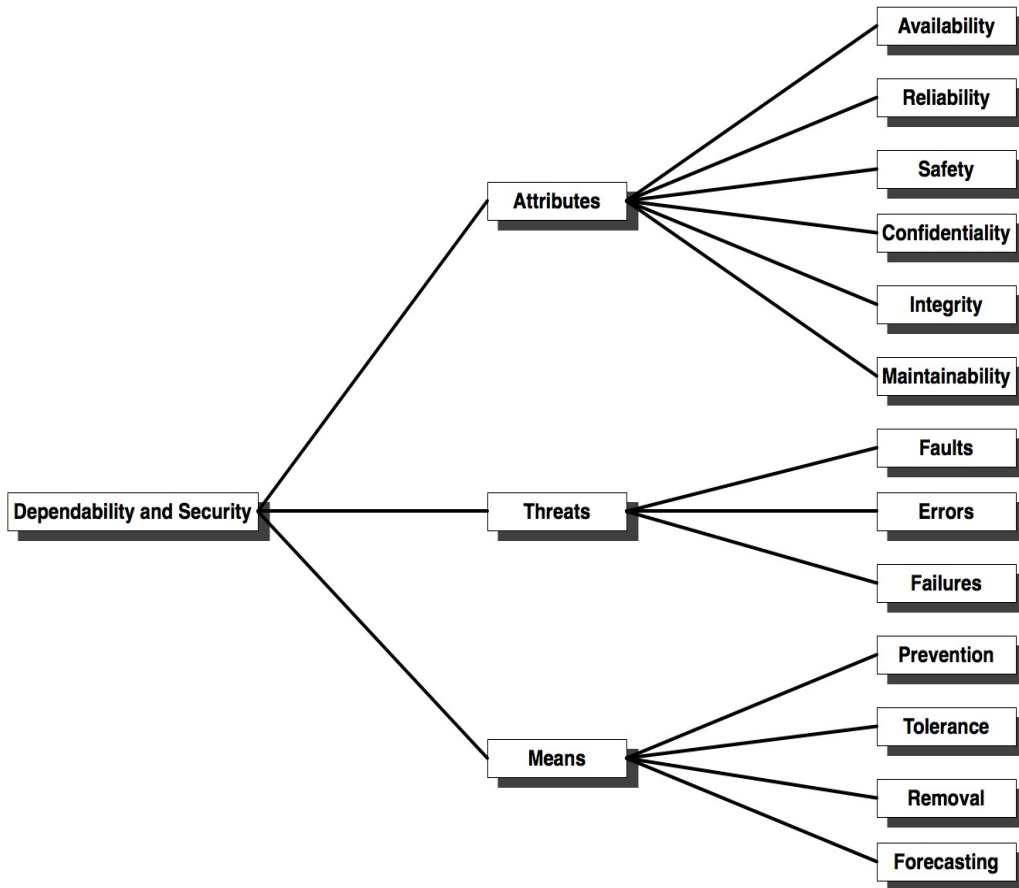 Availability
Reliability
Safety
Attributes
Confidentiality
Integrity
Maintainability
Faults
Dependability and Security
Threats
Errors
Failures
Prevention
Tolerance
Means
Removal
Forecasting